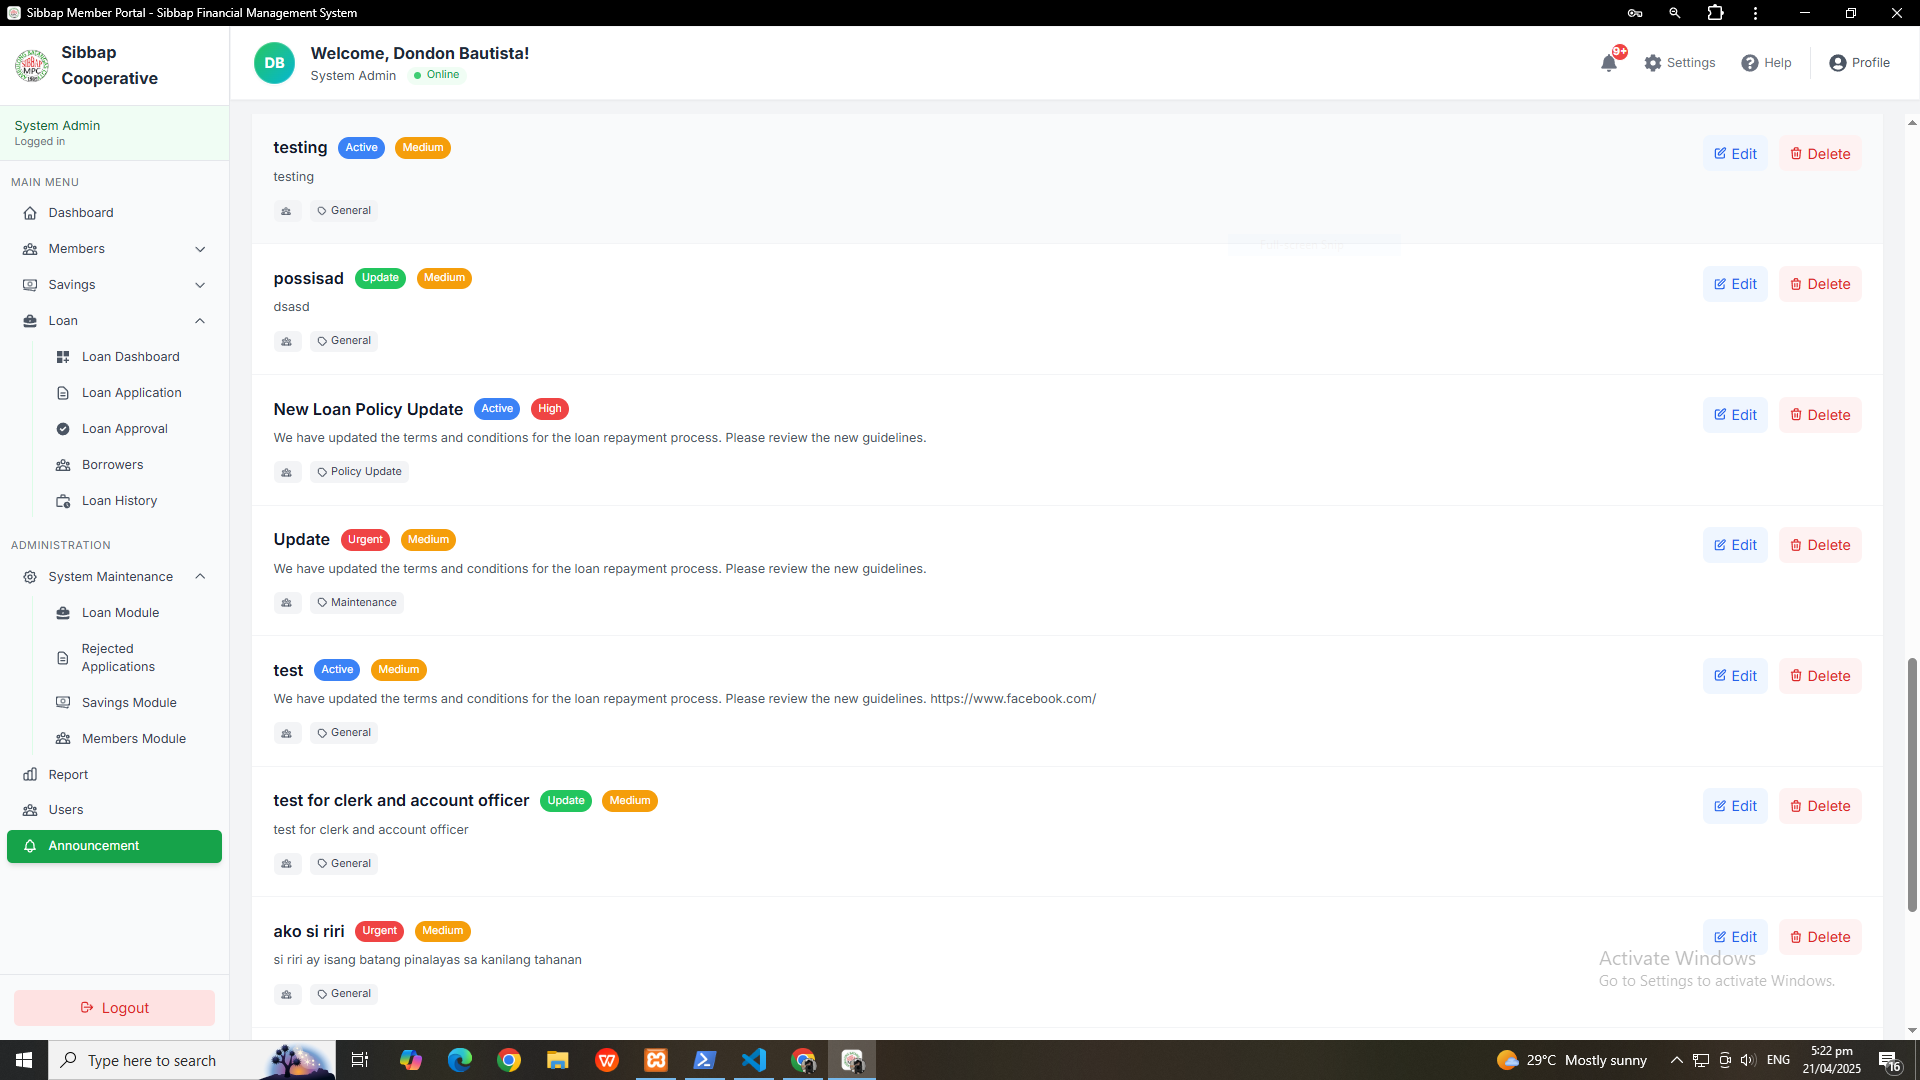 Sibbap Member Portal - Sibbap Financial Management System
Sibbap
Cooperative
DB
Welcome, Dondon Bautista!
System Admin
Online
9+
Settings
Help
Profile
System Admin
Logged in
MAIN MENU
Dashboard
Members
Savings
Loan
Loan Dashboard
Loan Application
Loan Approval
Borrowers
Loan History
ADMINISTRATION
System Maintenance
Loan Module
Rejected
Applications
Savings Module
Members Module
Report
Users
Announcement
Logout
testing Active Medium
testing
General
Edit Delete
possisad Update Medium
dsasd
General
Edit Delete
New Loan Policy Update Active High
We have updated the terms and conditions for the loan repayment process. Please review the new guidelines.
Policy Update
Edit Delete
Update Urgent Medium
We have updated the terms and conditions for the loan repayment process. Please review the new guidelines.
Maintenance
Edit Delete
test Active Medium
We have updated the terms and conditions for the loan repayment process. Please review the new guidelines. https://www.facebook.com/
General
Edit Delete
test for clerk and account officer Update Medium
test for clerk and account officer
General
Edit Delete
ako si riri Urgent Medium
si riri ay isang batang pinalayas sa kanilang tahanan
General
Edit Delete
Activate Windows
Go to Settings to activate Windows.
Type here to search
29°C Mostly sunny
ENG
5:22 pm
21/04/2025
16